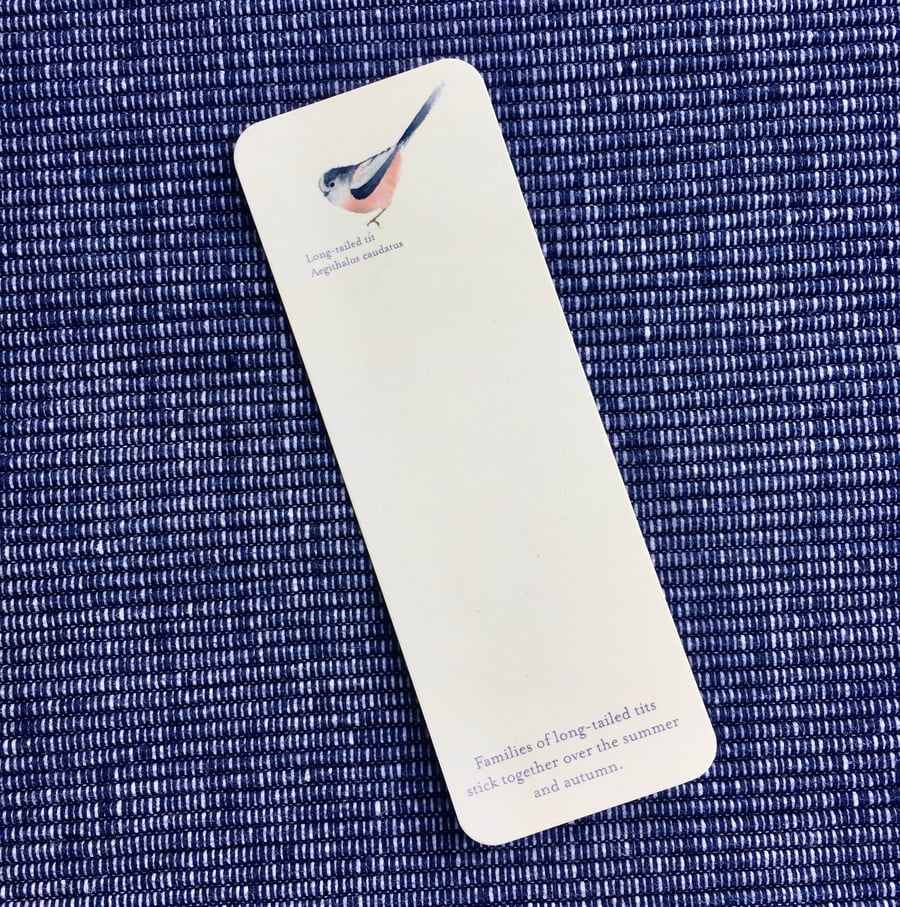 Long-tailed tit
Aegithalos caudatus
Families of long-tailed tits
stick together over the summer
and autumn.